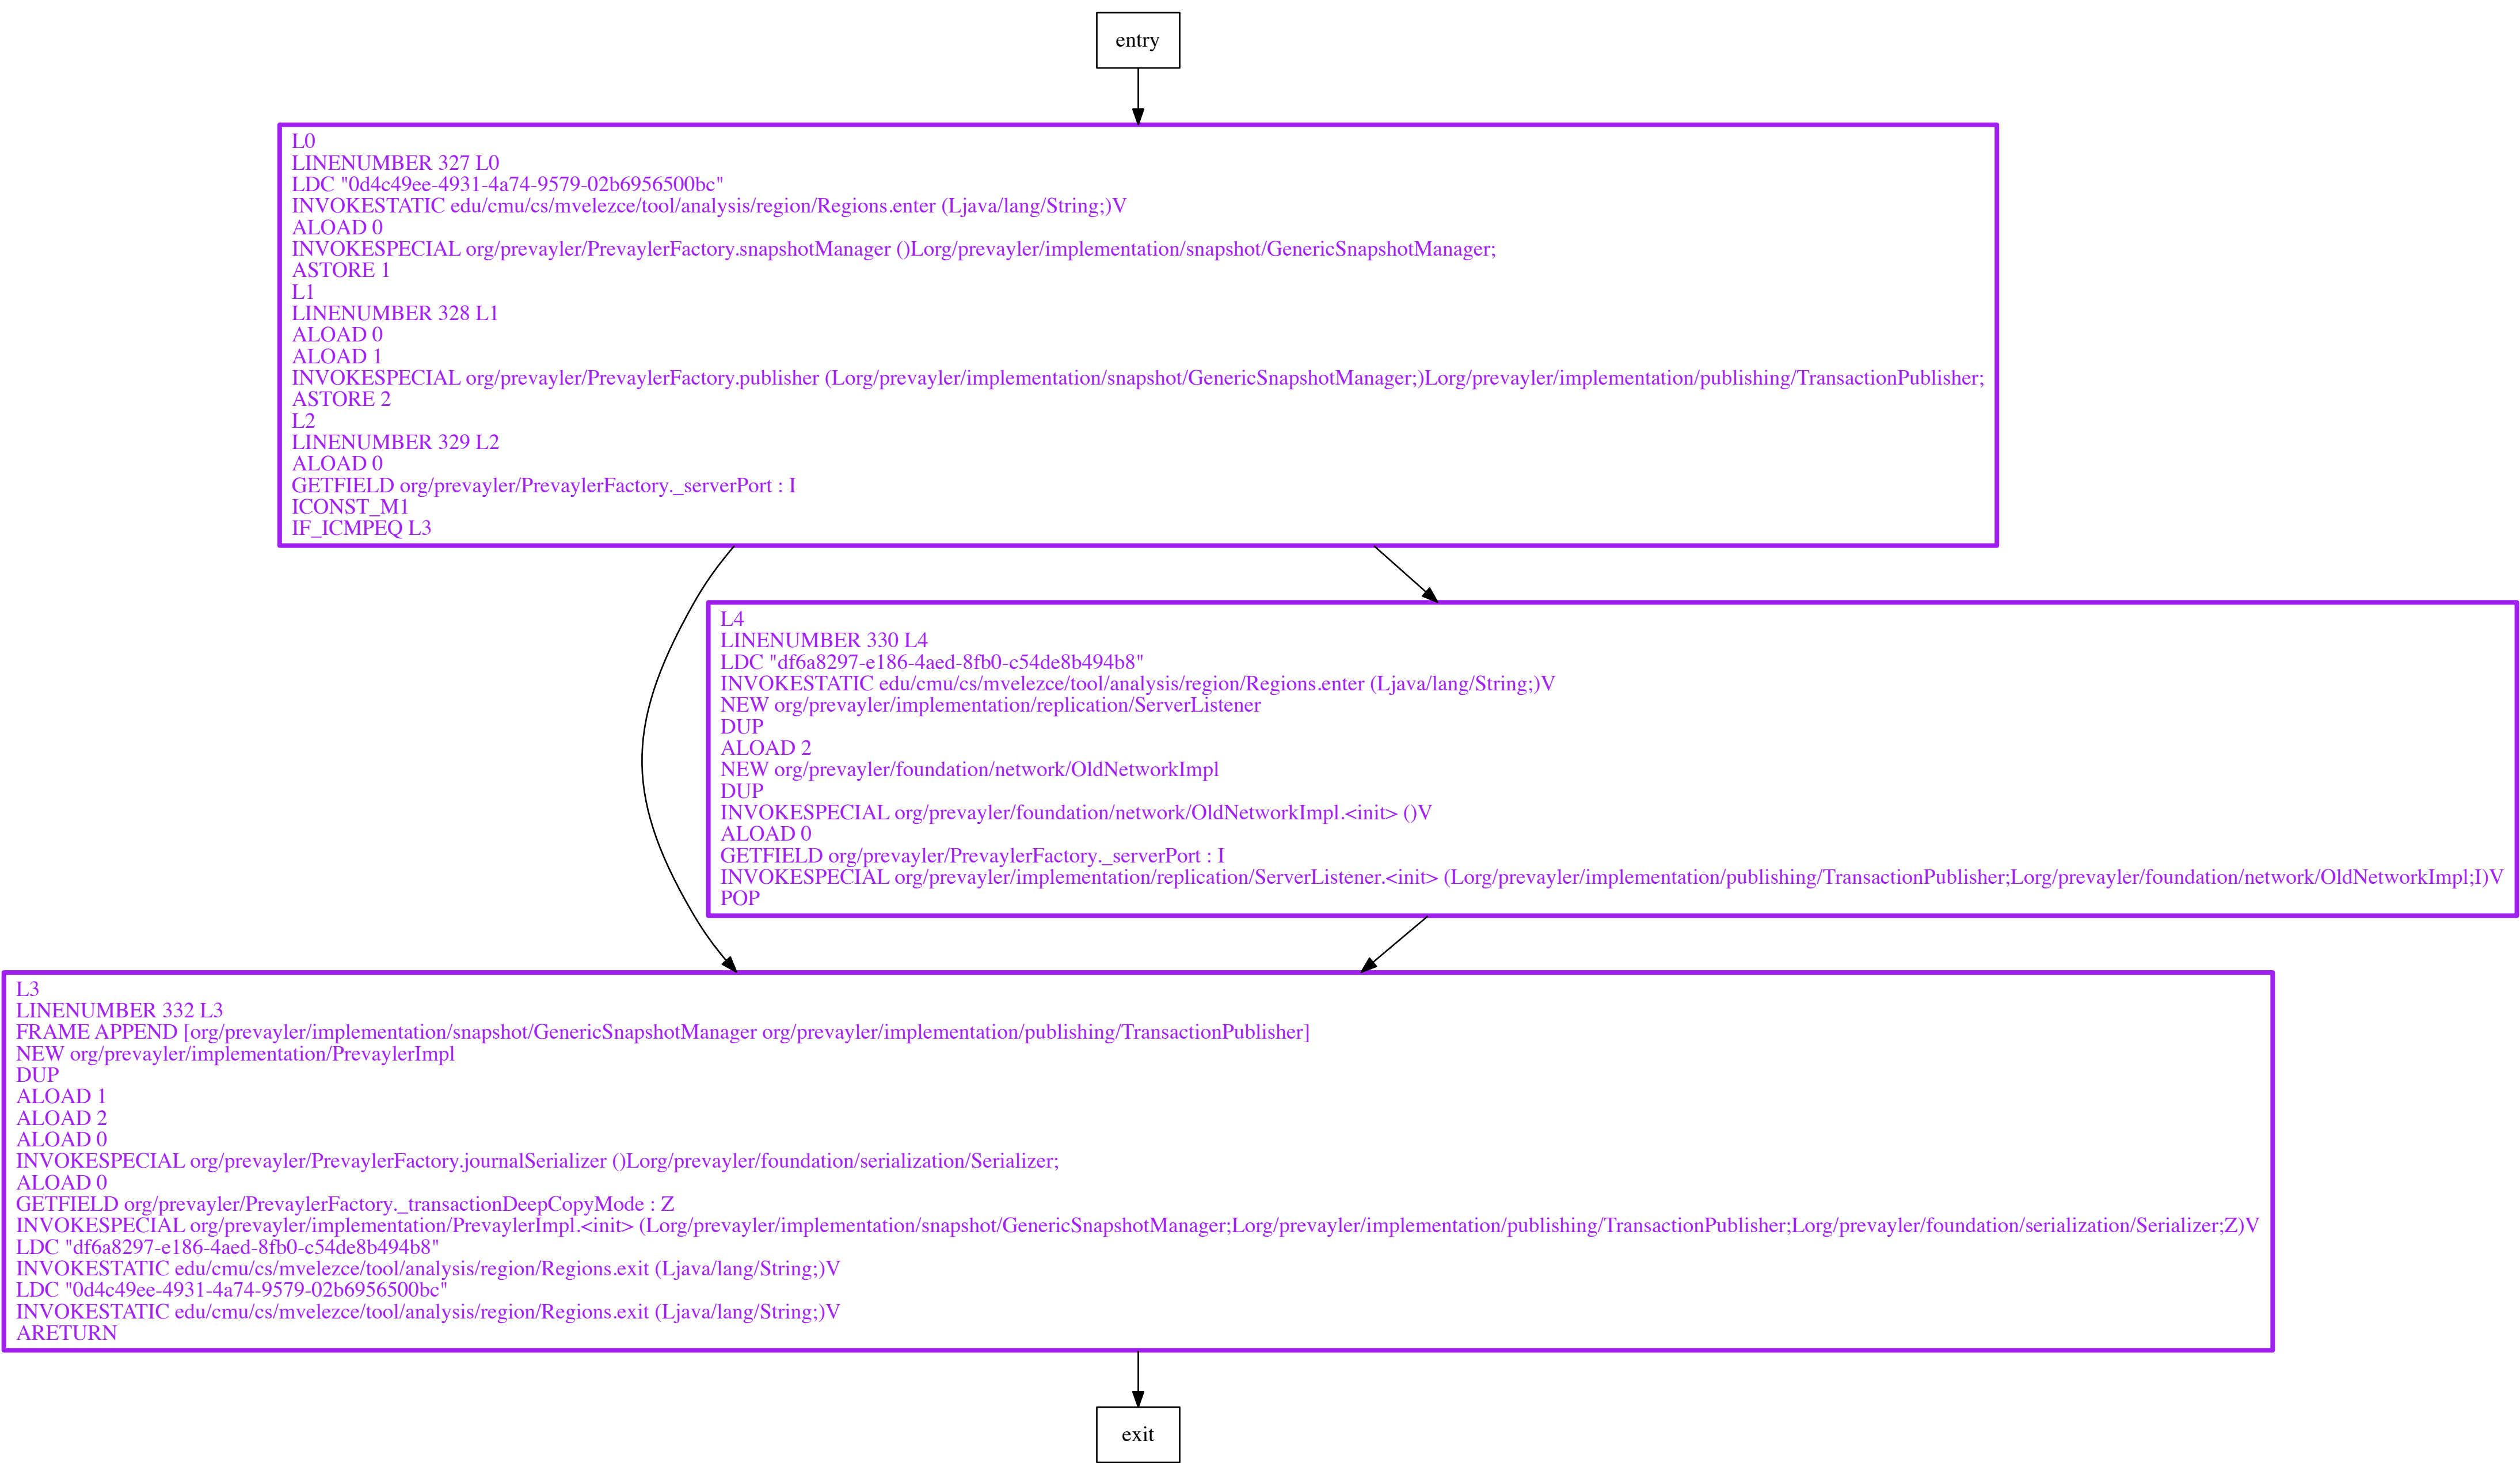 entry
L0
LINENUMBER 327 L0
LDC "0d4c49ee-4931-4a74-9579-02b6956500bc"
INVOKESTATIC edu/cmu/cs/mvelezce/tool/analysis/region/Regions.enter (Ljava/lang/String;)V
ALOAD 0
INVOKESPECIAL org/prevayler/PrevaylerFactory.snapshotManager ()Lorg/prevayler/implementation/snapshot/GenericSnapshotManager;
ASTORE 1
L1
LINENUMBER 328 L1
ALOAD 0
ALOAD 1
INVOKESPECIAL org/prevayler/PrevaylerFactory.publisher (Lorg/prevayler/implementation/snapshot/GenericSnapshotManager;)Lorg/prevayler/implementation/publishing/TransactionPublisher;
ASTORE 2
L2
LINENUMBER 329 L2
ALOAD 0
GETFIELD org/prevayler/PrevaylerFactory._serverPort : I
ICONST_M1
IF_ICMPEQ L3
L4
LINENUMBER 330 L4
LDC "df6a8297-e186-4aed-8fb0-c54de8b494b8"
INVOKESTATIC edu/cmu/cs/mvelezce/tool/analysis/region/Regions.enter (Ljava/lang/String;)V
NEW org/prevayler/implementation/replication/ServerListener
DUP
ALOAD 2
NEW org/prevayler/foundation/network/OldNetworkImpl
DUP
INVOKESPECIAL org/prevayler/foundation/network/OldNetworkImpl.<init> ()V
ALOAD 0
GETFIELD org/prevayler/PrevaylerFactory._serverPort : I
INVOKESPECIAL org/prevayler/implementation/replication/ServerListener.<init> (Lorg/prevayler/implementation/publishing/TransactionPublisher;Lorg/prevayler/foundation/network/OldNetworkImpl;I)V
POP
L3
LINENUMBER 332 L3
FRAME APPEND [org/prevayler/implementation/snapshot/GenericSnapshotManager org/prevayler/implementation/publishing/TransactionPublisher]
NEW org/prevayler/implementation/PrevaylerImpl
DUP
ALOAD 1
ALOAD 2
ALOAD 0
INVOKESPECIAL org/prevayler/PrevaylerFactory.journalSerializer ()Lorg/prevayler/foundation/serialization/Serializer;
ALOAD 0
GETFIELD org/prevayler/PrevaylerFactory._transactionDeepCopyMode : Z
INVOKESPECIAL org/prevayler/implementation/PrevaylerImpl.<init> (Lorg/prevayler/implementation/snapshot/GenericSnapshotManager;Lorg/prevayler/implementation/publishing/TransactionPublisher;Lorg/prevayler/foundation/serialization/Serializer;Z)V
LDC "df6a8297-e186-4aed-8fb0-c54de8b494b8"
INVOKESTATIC edu/cmu/cs/mvelezce/tool/analysis/region/Regions.exit (Ljava/lang/String;)V
LDC "0d4c49ee-4931-4a74-9579-02b6956500bc"
INVOKESTATIC edu/cmu/cs/mvelezce/tool/analysis/region/Regions.exit (Ljava/lang/String;)V
ARETURN
exit